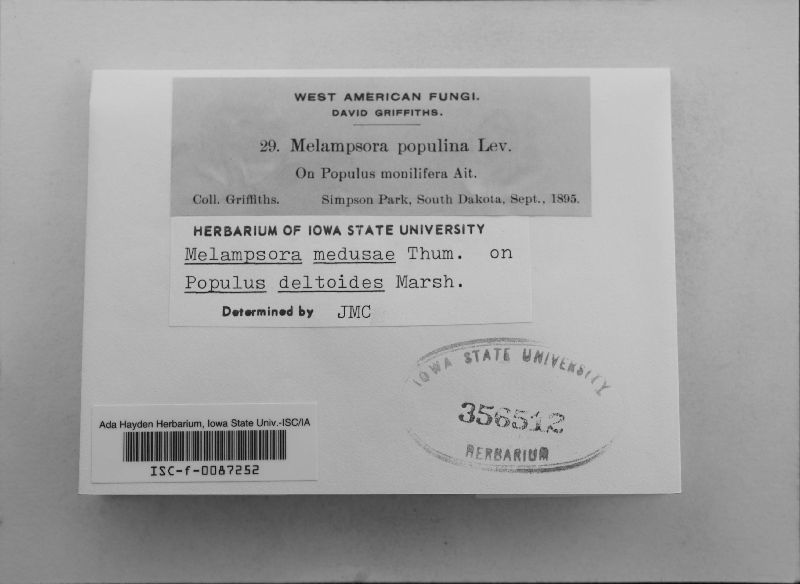 WEST AMERICAN FUNGI.
DAVID GRIFFITHS.
29. Melampsora populina Lev.
On Populus monilifera Ait.
Coll. Griffiths. Simpson Park, South Dakota, Sept., 1895.
HERBARIUM OF IOWA STATE UNIVERSITY
Melampsora medusae Thum. on
Populus deltoides Marsh.
Determined by JMC
IOWA STATE UNIVERSITY
356512
HERBARIUM
Ada Hayden Herbarium, Iowa State Univ.-ISC/IA
ISC-f-0087252